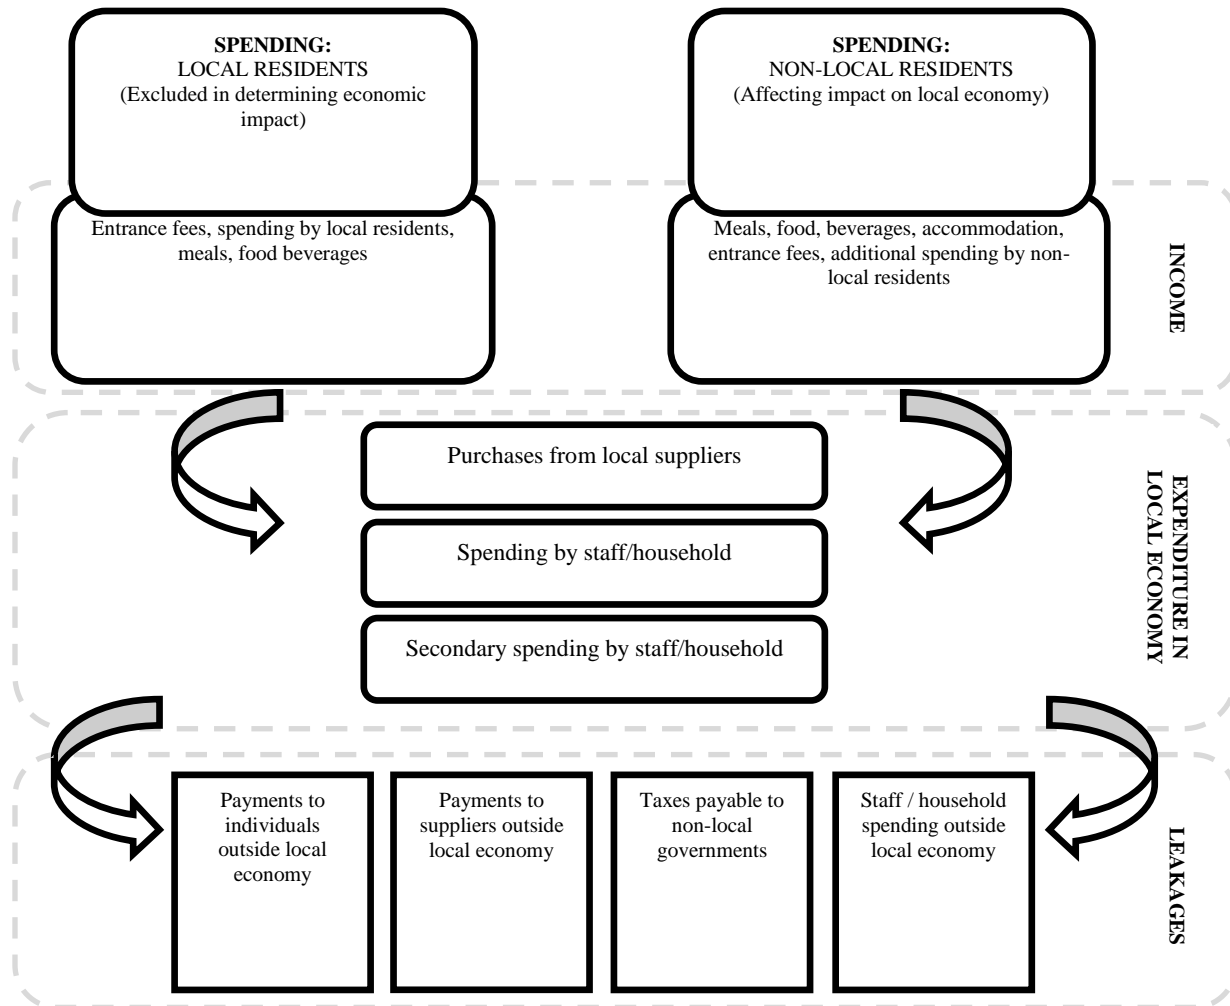 SPENDING:
LOCAL RESIDENTS
(Excluded in determining economic
impact)
SPENDING:
NON-LOCAL RESIDENTS
(Affecting impact on local economy)
Entrance fees, spending by local residents,
meals, food beverages
Meals, food, beverages, accommodation,
entrance fees, additional spending by non-
local residents
INCOME
Purchases from local suppliers
Spending by staff/household
Secondary spending by staff/household
EXPENDITURE IN
LOCAL ECONOMY
Payments to
individuals
outside local
economy
Payments to
suppliers outside
local economy
Taxes payable to
non-local
governments
Staff / household
spending outside
local economy
LEAKAGES